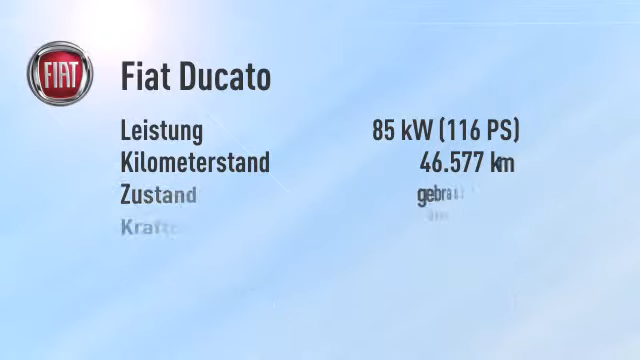 FIAT
Fiat Ducato
Leistung 85 kW (116 PS)
Kilometerstand 46.577 km
Zustand